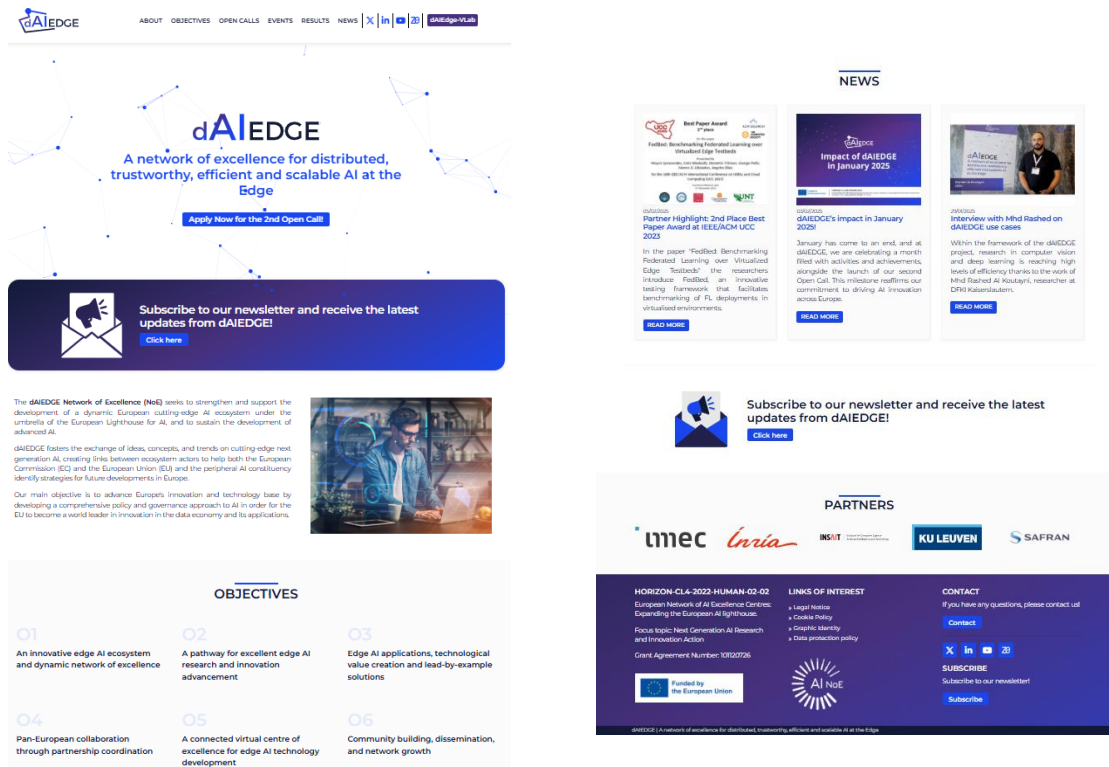 dAIEDGE
ABOUT OBJECTIVES OPEN CALLS EVENTS RESULTS NEWS dAIEdge-VLab
dAIEDGE
A network of excellence for distributed,
trustworthy, efficient and scalable AI at the
Edge
Apply Now for the 2nd Open Call!
Subscribe to our newsletter and receive the latest
updates from dAIEDGE!
Click here
The dAIEDGE Network of Excellence (NoE) seeks to strengthen and support the
development of a dynamic European cutting-edge AI ecosystem under the
umbrella of the European Lighthouse for AI, and to sustain the development of
advanced AI.
dAIEDGE fosters the exchange of ideas, concepts, and trends on cutting-edge next
generation AI, creating links between ecosystem actors to help both the European
Commission (EC) and the European Union (EU) and the peripheral AI constituency
identify strategies for future developments in Europe.
Our main objective is to advance Europe's innovation and technology base by
developing a comprehensive policy and governance approach to AI in order for the
EU to become a world leader in innovation in the data economy and its applications.
OBJECTIVES
01
An innovative edge AI ecosystem
and dynamic network of excellence
02
A pathway for excellent edge AI
research and innovation
advancement
03
Edge AI applications, technological
value creation and lead-by-example
solutions
04
Pan-European collaboration
through partnership coordination
05
A connected virtual centre of
excellence for edge AI technology
development
06
Community building, dissemination,
and network growth
NEWS
Best Paper Award
2nd place
FedBed: Benchmarking Federated Learning over
Virtualized Edge Testbeds
05/02/2025
Partner Highlight: 2nd Place Best
Paper Award at IEEE/ACM UCC
2023
In the paper "FedBed: Benchmarking
Federated Learning over Virtualized
Edge Testbeds" the researchers
introduce FedBed, an innovative
testing framework that facilitates
benchmarking of FL deployments in
virtualised environments.
READ MORE
dAIEDGE
Impact of dAIEDGE
in January 2025
03/02/2025
dAIEDGE's impact in January
2025!
January has come to an end, and at
dAIEDGE, we are celebrating a month
filled with activities and achievements,
alongside the launch of our second
Open Call. This milestone reaffirms our
commitment to driving AI innovation
across Europe.
READ MORE
dAIEDGE
29/01/2025
Interview with Mhd Rashed on
dAIEDGE use cases
Within the framework of the dAIEDGE
project, research in computer vision
and deep learning is reaching high
levels of efficiency thanks to the work of
Mhd Rashed Al Koutayni, researcher at
DFKI Kaiserslautern.
READ MORE
Subscribe to our newsletter and receive the latest
updates from dAIEDGE!
Click here
PARTNERS
imec
Inria
INSAIT
KU LEUVEN
SAFRAN
HORIZON-CL4-2022-HUMAN-02-02
European Network of AI Excellence Centres:
Expanding the European AI lighthouse.
Focus topic: Next Generation AI Research
and Innovation Action
Grant Agreement Number: 101120726
Funded by
the European Union
LINKS OF INTEREST
» Legal Notice
» Cookie Policy
» Graphic Identity
» Data protection policy
AI NoE
CONTACT
If you have any questions, please contact us!
Contact
SUBSCRIBE
Subscribe to our newsletter!
Subscribe
dAIEDGE | A network of excellence for distributed, trustworthy, efficient and scalable AI at the Edge